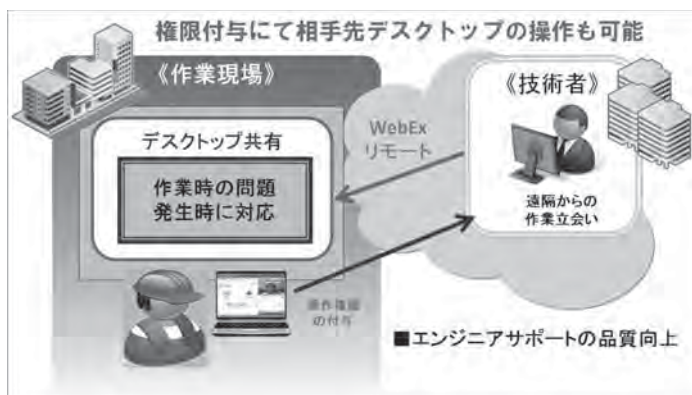 権限付与にて相手先デスクトップの操作も可能
《作業現場》
《技術者》
デスクトップ共有
WebEx
リモート
作業時の問題
発生時に対応
遠隔からの
作業立会い
操作権限
の付与
■エンジニアサポートの品質向上